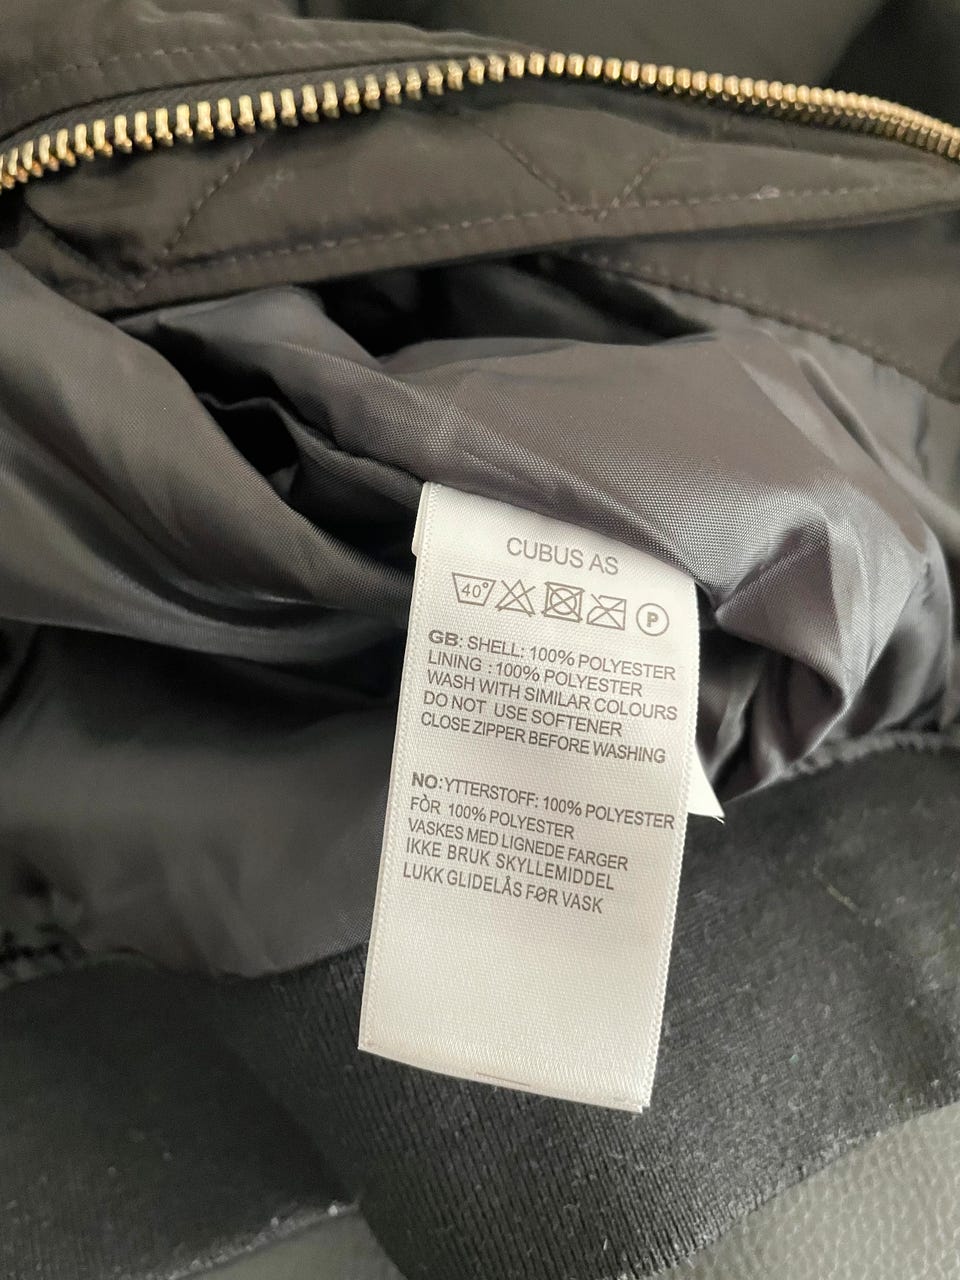 CUBUS AS
40° P
GB: SHELL: 100% POLYESTER
LINING : 100% POLYESTER
WASH WITH SIMILAR COLOURS
DO NOT USE SOFTENER
CLOSE ZIPPER BEFORE WASHING
NO: YTTERSTOFF: 100% POLYESTER
FÒR 100% POLYESTER
VASKES MED LIGNEDE FARGER
IKKE BRUK SKYLLEMIDDEL
LUKK GLIDELÅS FØR VASK